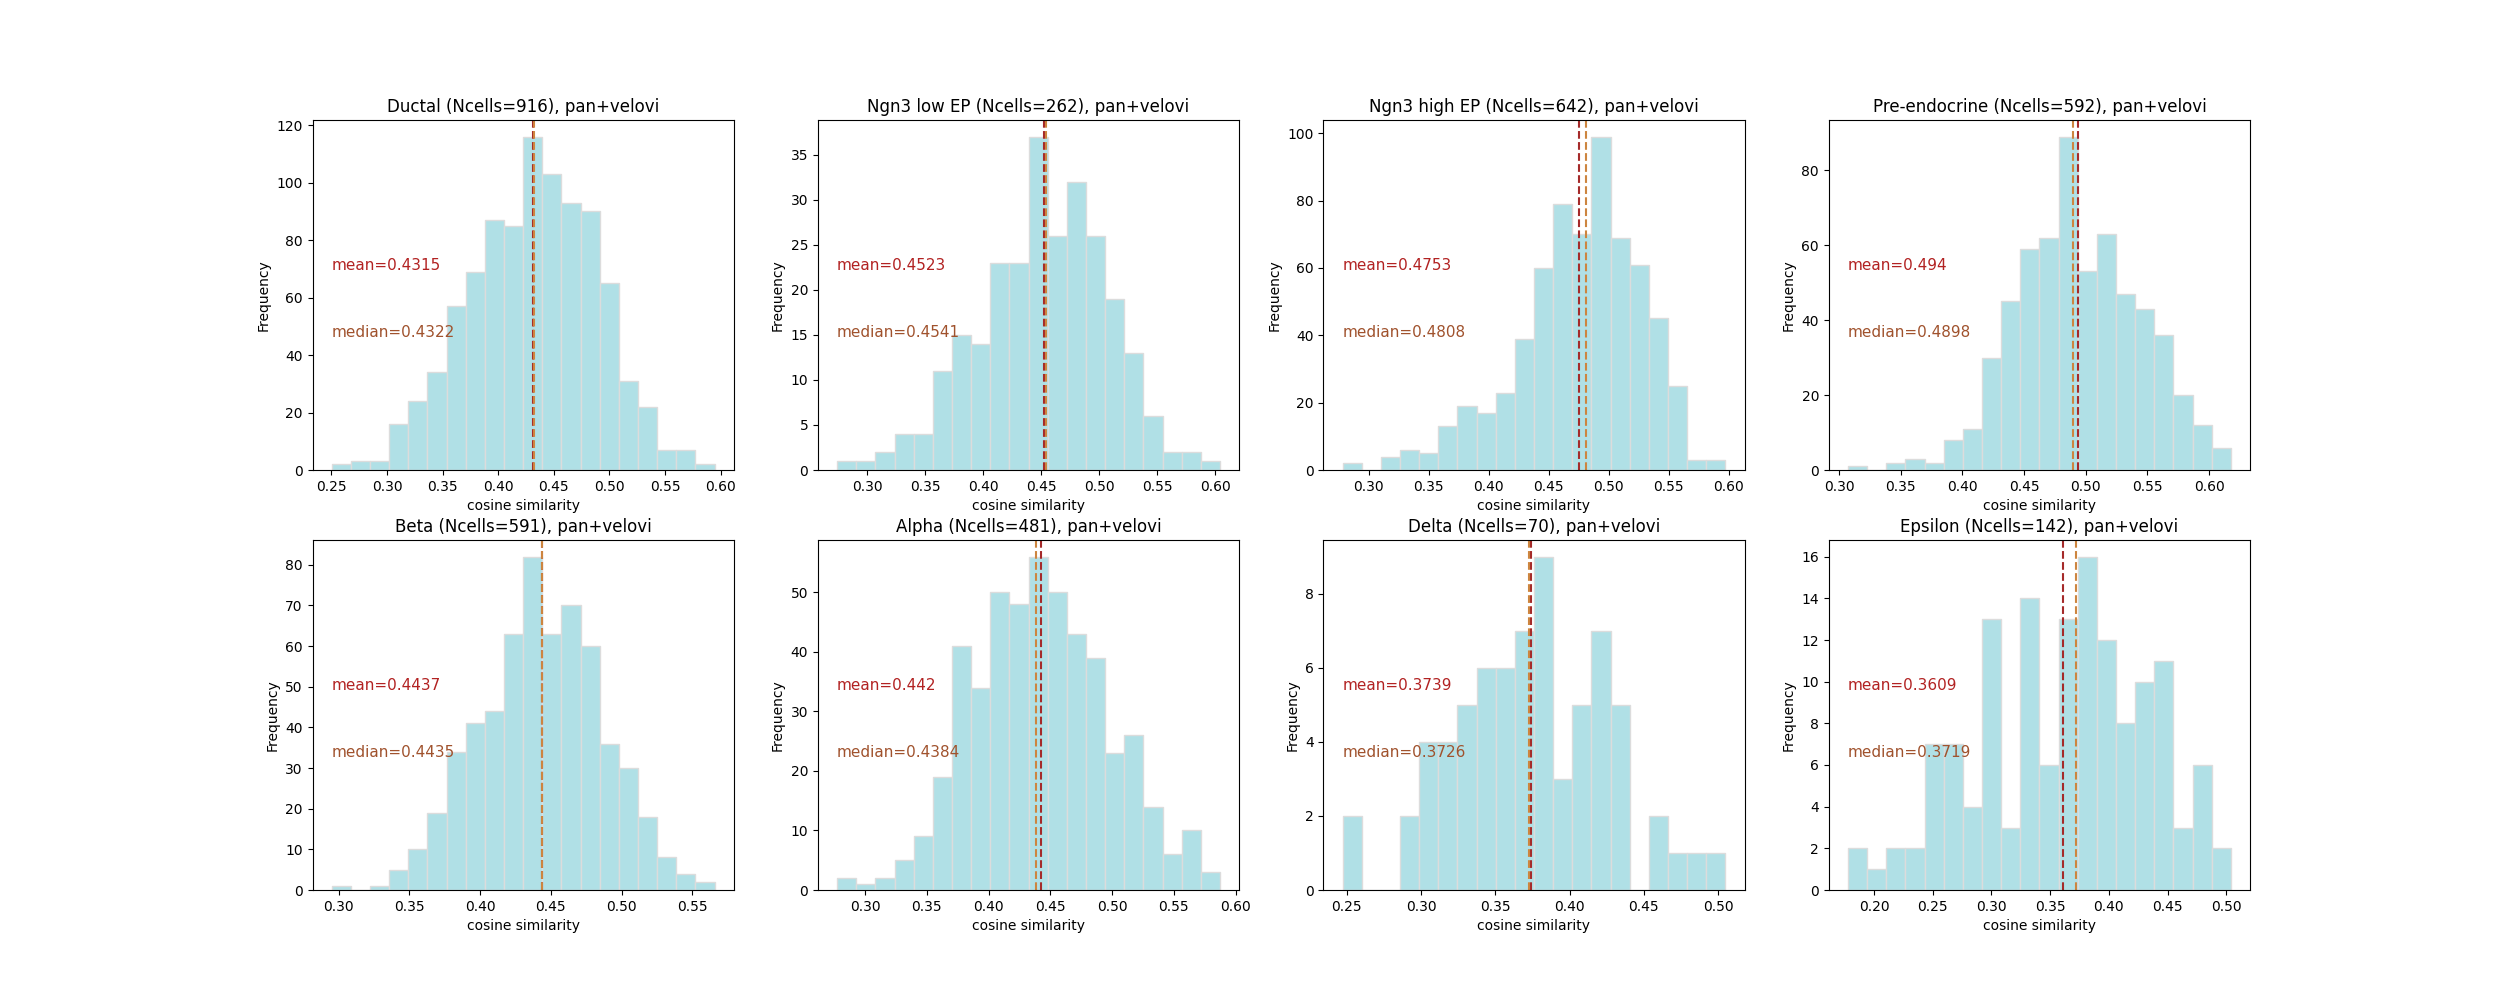 Ductal (Ncells=916), pan+velovi
Frequency
120
100
80
60
40
20
0
mean=0.4315
median=0.4322
0.25 0.30 0.35 0.40 0.45 0.50 0.55 0.60
cosine similarity
Ngn3 low EP (Ncells=262), pan+velovi
Frequency
35
30
25
20
15
10
5
0
mean=0.4523
median=0.4541
0.30 0.35 0.40 0.45 0.50 0.55 0.60
cosine similarity
Ngn3 high EP (Ncells=642), pan+velovi
Frequency
100
80
60
40
20
0
mean=0.4753
median=0.4808
0.30 0.35 0.40 0.45 0.50 0.55 0.60
cosine similarity
Pre-endocrine (Ncells=592), pan+velovi
Frequency
80
60
40
20
0
mean=0.494
median=0.4898
0.30 0.35 0.40 0.45 0.50 0.55 0.60
cosine similarity
Beta (Ncells=591), pan+velovi
Frequency
80
70
60
50
40
30
20
10
0
mean=0.4437
median=0.4435
0.30 0.35 0.40 0.45 0.50 0.55
cosine similarity
Alpha (Ncells=481), pan+velovi
Frequency
50
40
30
20
10
0
mean=0.442
median=0.4384
0.30 0.35 0.40 0.45 0.50 0.55 0.60
cosine similarity
Delta (Ncells=70), pan+velovi
Frequency
8
6
4
2
0
mean=0.3739
median=0.3726
0.25 0.30 0.35 0.40 0.45 0.50
cosine similarity
Epsilon (Ncells=142), pan+velovi
Frequency
16
14
12
10
8
6
4
2
0
mean=0.3609
median=0.3719
0.20 0.25 0.30 0.35 0.40 0.45 0.50
cosine similarity